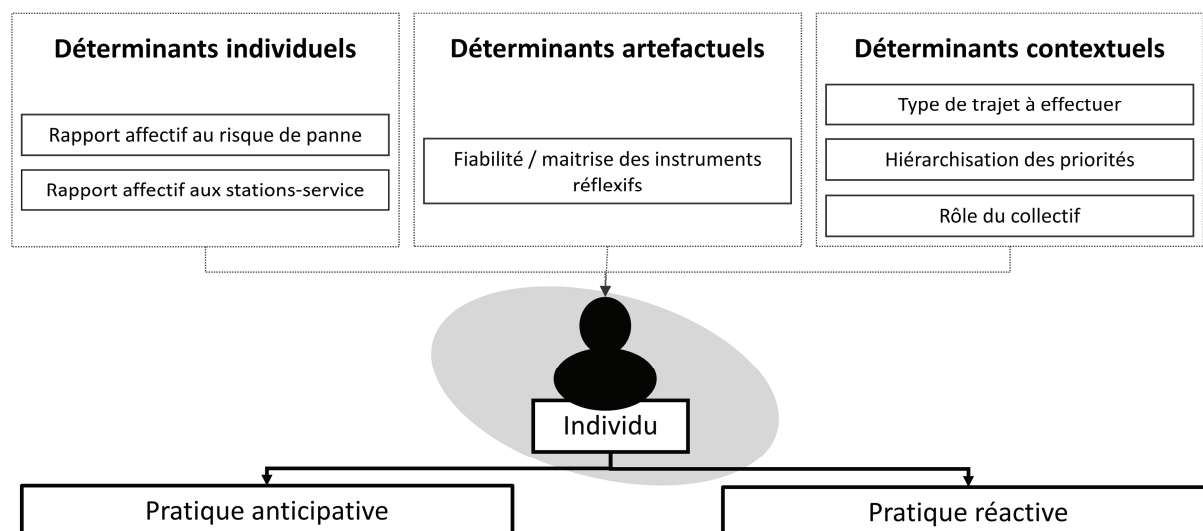 Déterminants individuels
Rapport affectif au risque de panne
Rapport affectif aux stations-service
Déterminants artefactuels
Fiabilité / maitrise des instruments
réflexifs
Déterminants contextuels
Type de trajet à effectuer
Hiérarchisation des priorités
Rôle du collectif
Individu
Pratique anticipative
Pratique réactive